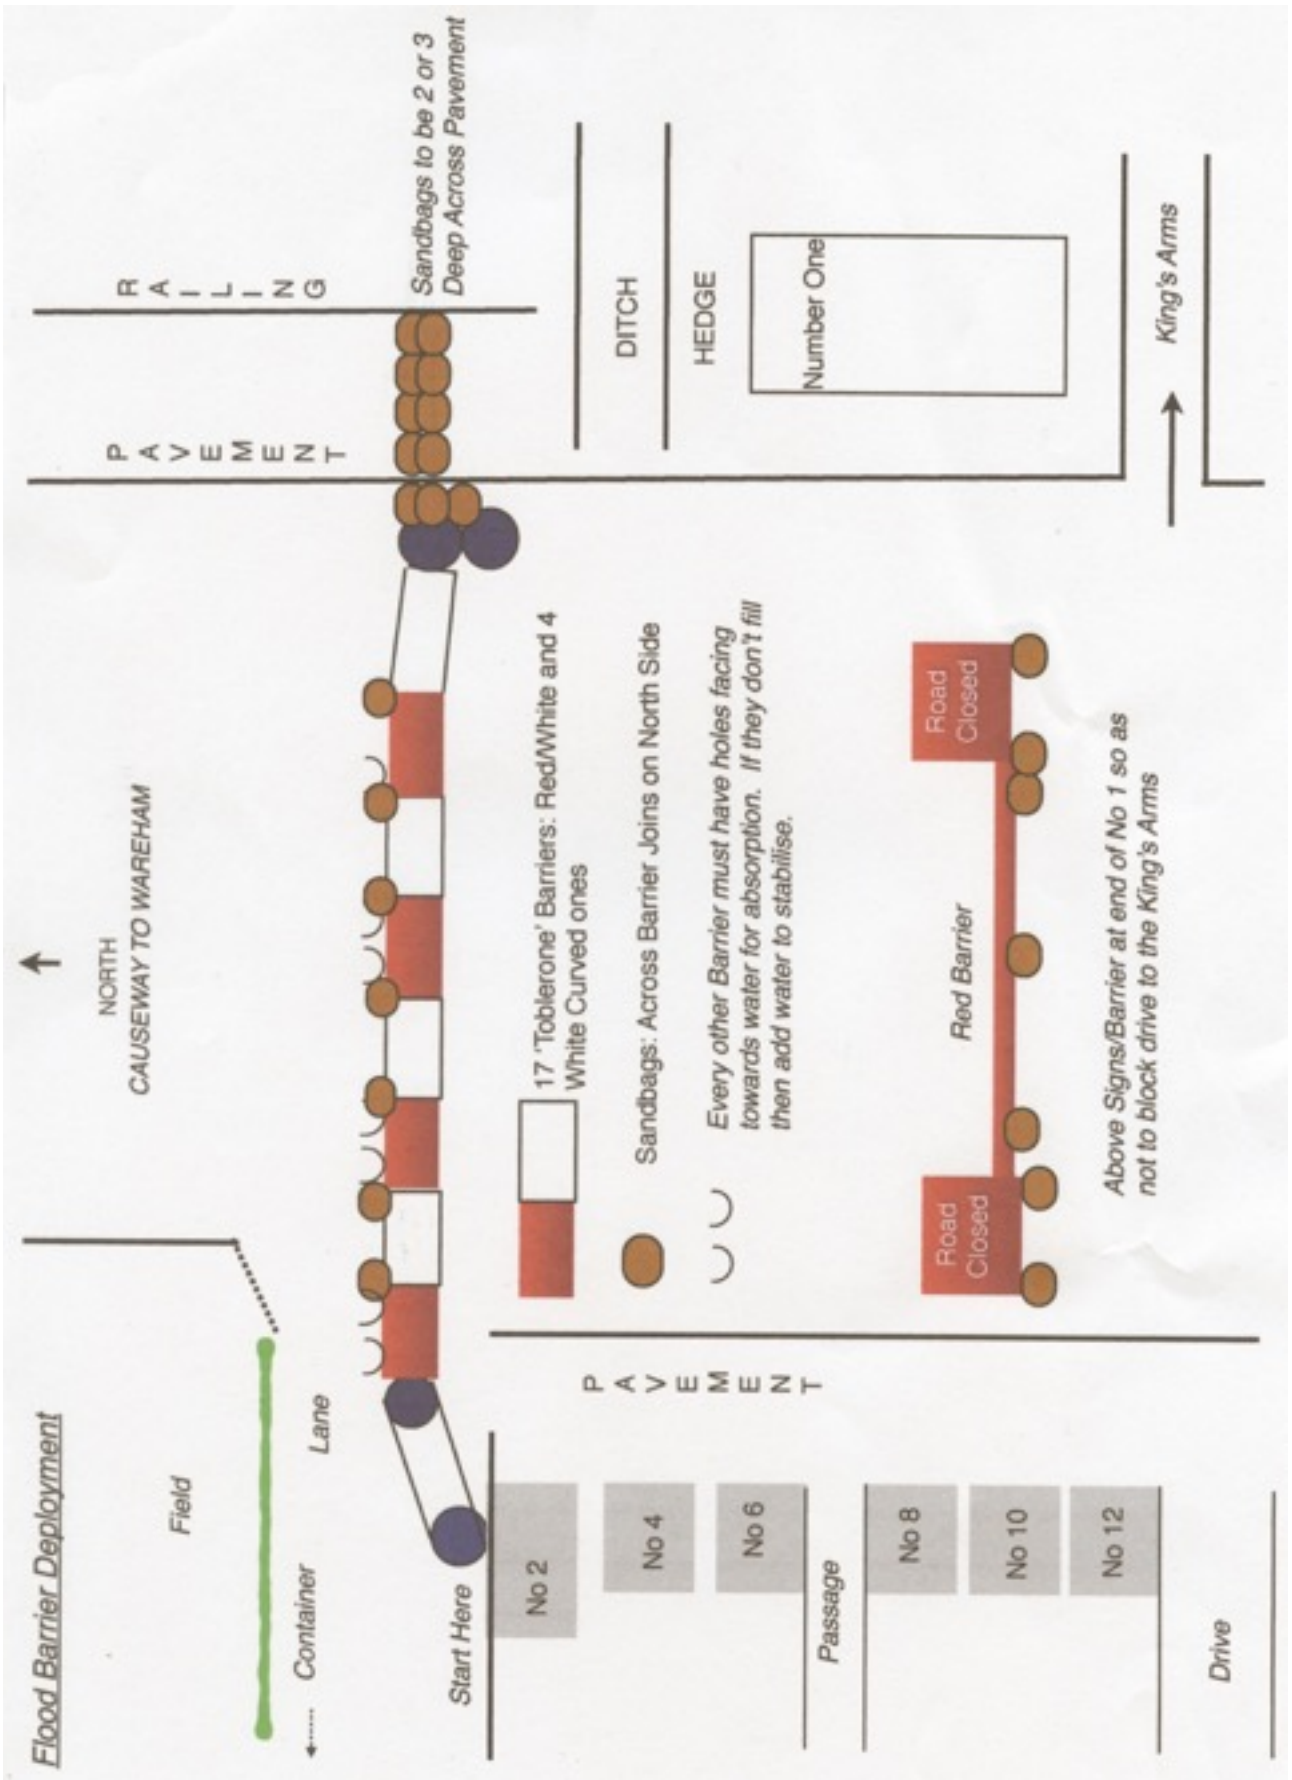 Flood Barrier Deployment
Field
NORTH
CAUSEWAY TO WAREHAM
PAVEMENT
RAILING
Container
Lane
Start Here
Sandbags to be 2 or 3
Deep Across Pavement
No 2
No 4
No 6
Passage
No 8
No 10
No 12
Drive
PAVEMENT
17 'Toblerone' Barriers: Red/White and 4
White Curved ones
Sandbags: Across Barrier Joins on North Side
Every other Barrier must have holes facing
towards water for absorption. If they don't fill
then add water to stabilise.
Road
Closed
Red Barrier
Road
Closed
Above Signs/Barrier at end of No 1 so as
not to block drive to the King's Arms
DITCH
HEDGE
Number One
King's Arms